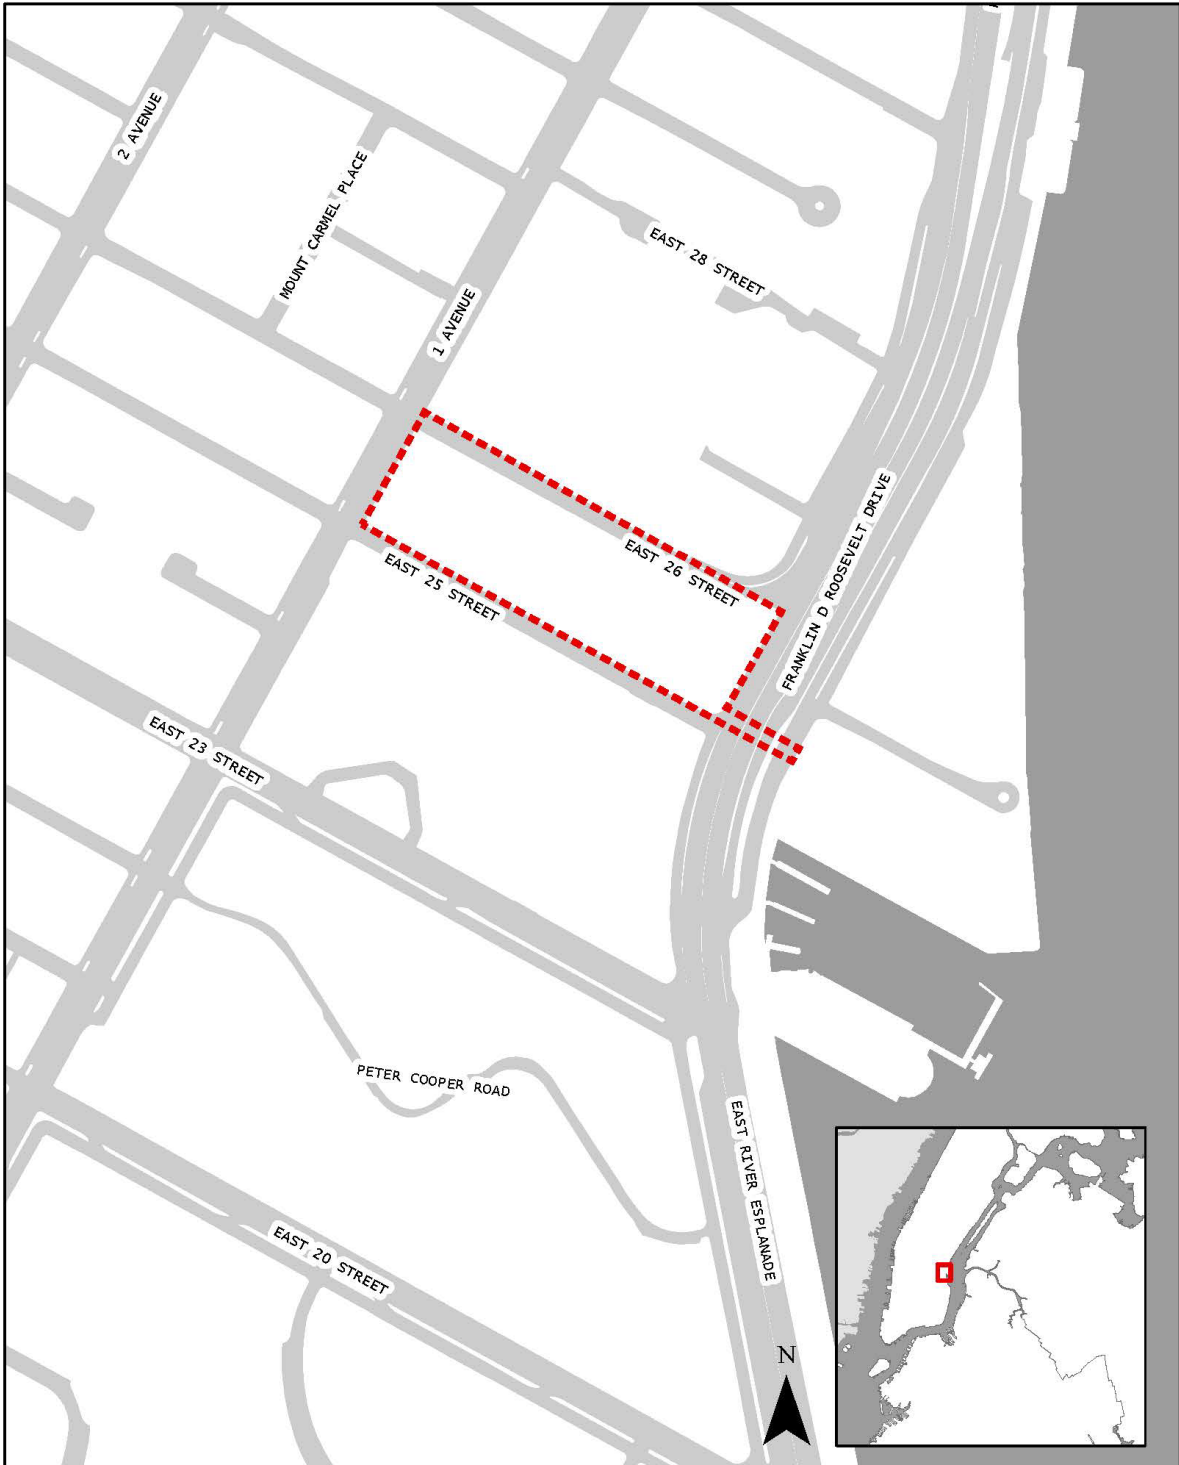 2 AVENUE
MOUNT CARMEL PLACE
EAST 28 STREET
1 AVENUE
EAST 26 STREET
FRANKLIN D ROOSEVELT DRIVE
EAST 25 STREET
EAST 23 STREET
PETER COOPER ROAD
EAST RIVER ESPLANADE
EAST 20 STREET
N